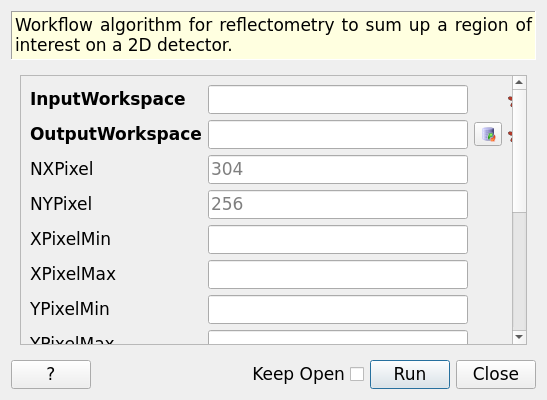 Workflow algorithm for reflectometry to sum up a region of
interest on a 2D detector.
InputWorkspace
OutputWorkspace
NXPixel 304
NYPixel 256
XPixelMin
XPixelMax
YPixelMin
YPixelMax
? Keep Open Run Close